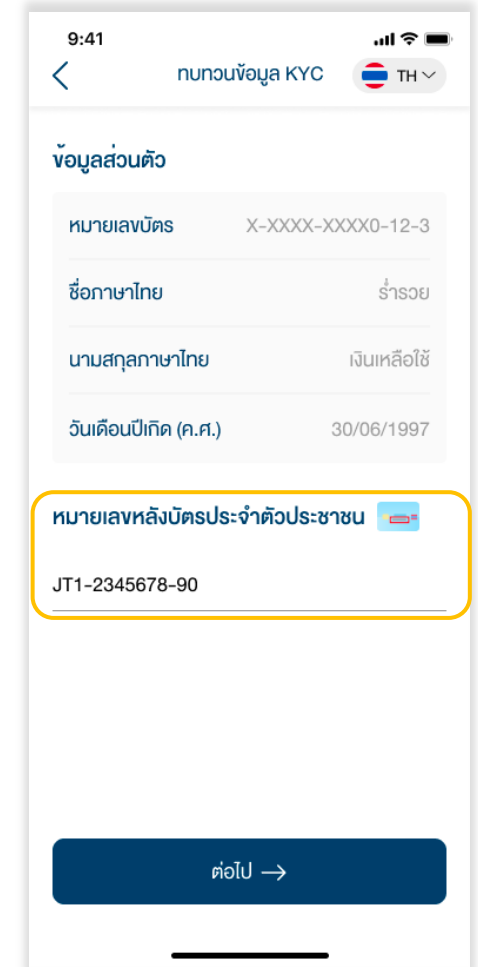 9:41
ทบทวนข้อมูล KYC
TH
ข้อมูลส่วนตัว
หมายเลขบัตร X-XXXX-XXXX0-12-3
ชื่อภาษาไทย ร่ำรวย
นามสกุลภาษาไทย เงินเหลือใช้
วันเดือนปีเกิด (ค.ศ.) 30/06/1997
หมายเลขหลังบัตรประจำตัวประชาชน
JT1-2345678-90
ต่อไป →